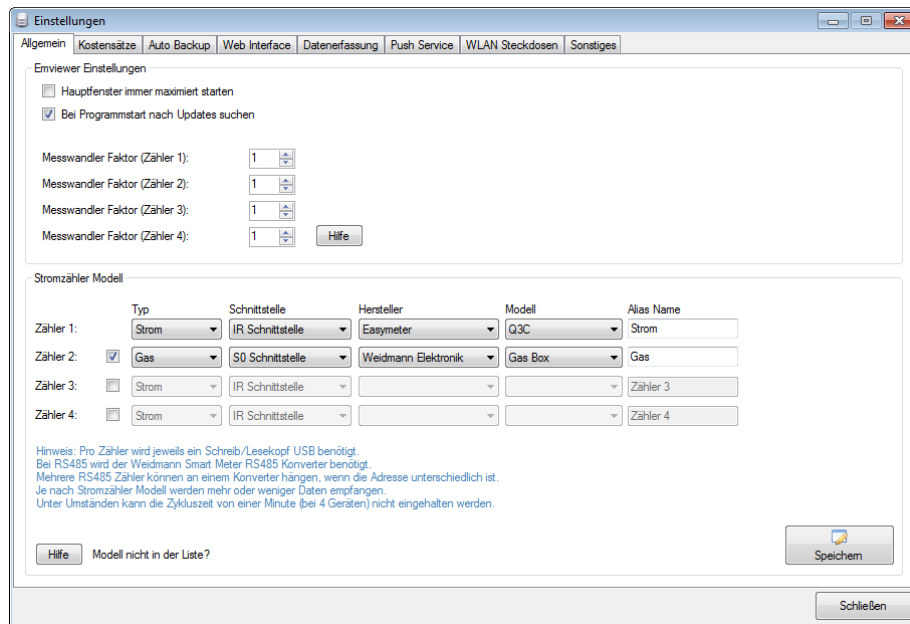 Einstellungen
Allgemein Kostensätze Auto Backup Web Interface Datenerfassung Push Service WLAN Steckdosen Sonstiges
Emviewer Einstellungen
Hauptfenster immer maximiert starten
Bei Programmstart nach Updates suchen
Messwandler Faktor (Zähler 1): 1
Messwandler Faktor (Zähler 2): 1
Messwandler Faktor (Zähler 3): 1
Messwandler Faktor (Zähler 4): 1 Hilfe
Stromzähler Modell
Typ Schnittstelle Hersteller Modell Alias Name
Zähler 1: Strom IR Schnittstelle Easymeter Q3C Strom
Zähler 2: Gas S0 Schnittstelle Weidmann Elektronik Gas Box Gas
Zähler 3: Strom IR Schnittstelle Zähler 3
Zähler 4: Strom IR Schnittstelle Zähler 4
Hinweis: Pro Zähler wird jeweils ein Schreib/Lesekopf USB benötigt.
Bei RS485 wird der Weidmann Smart Meter RS485 Konverter benötigt.
Mehrere RS485 Zähler können an einem Konverter hängen, wenn die Adresse unterschiedlich ist.
Je nach Stromzähler Modell werden mehr oder weniger Daten empfangen.
Unter Umständen kann die Zykluszeit von einer Minute (bei 4 Geräten) nicht eingehalten werden.
Hilfe Modell nicht in der Liste?
Speichern
Schließen